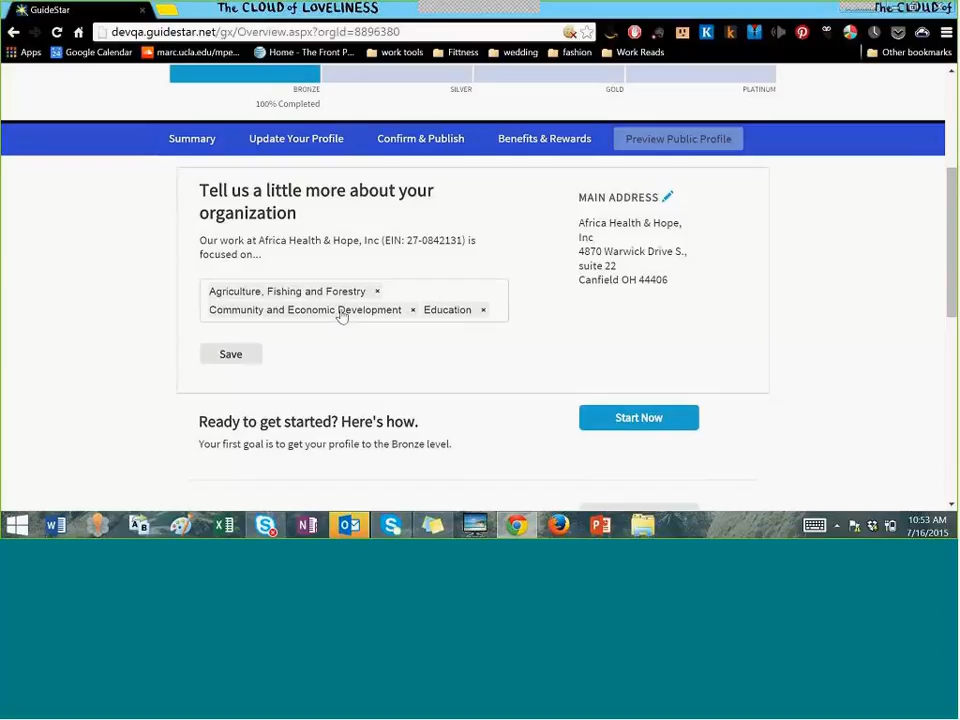 GuideStar
The CLOUD of LOVELINESS
The CLOUD of
devqa.guidestar.net/gx/Overview.aspx?orgId=8896380
Apps Google Calendar marc.ucla.edu/mpe... Home - The Front P... work tools Fittness wedding fashion Work Reads Other bookmarks
BRONZE SILVER GOLD PLATINUM
100% Completed
Summary Update Your Profile Confirm & Publish Benefits & Rewards Preview Public Profile
Tell us a little more about your
organization
Our work at Africa Health & Hope, Inc (EIN: 27-0842131) is
focused on...
Agriculture, Fishing and Forestry ×
Community and Economic Development × Education ×
Save
MAIN ADDRESS
Africa Health & Hope,
Inc
4870 Warwick Drive S.,
suite 22
Canfield OH 44406
Ready to get started? Here's how.
Start Now
Your first goal is to get your profile to the Bronze level.
10:53 AM
7/16/2015